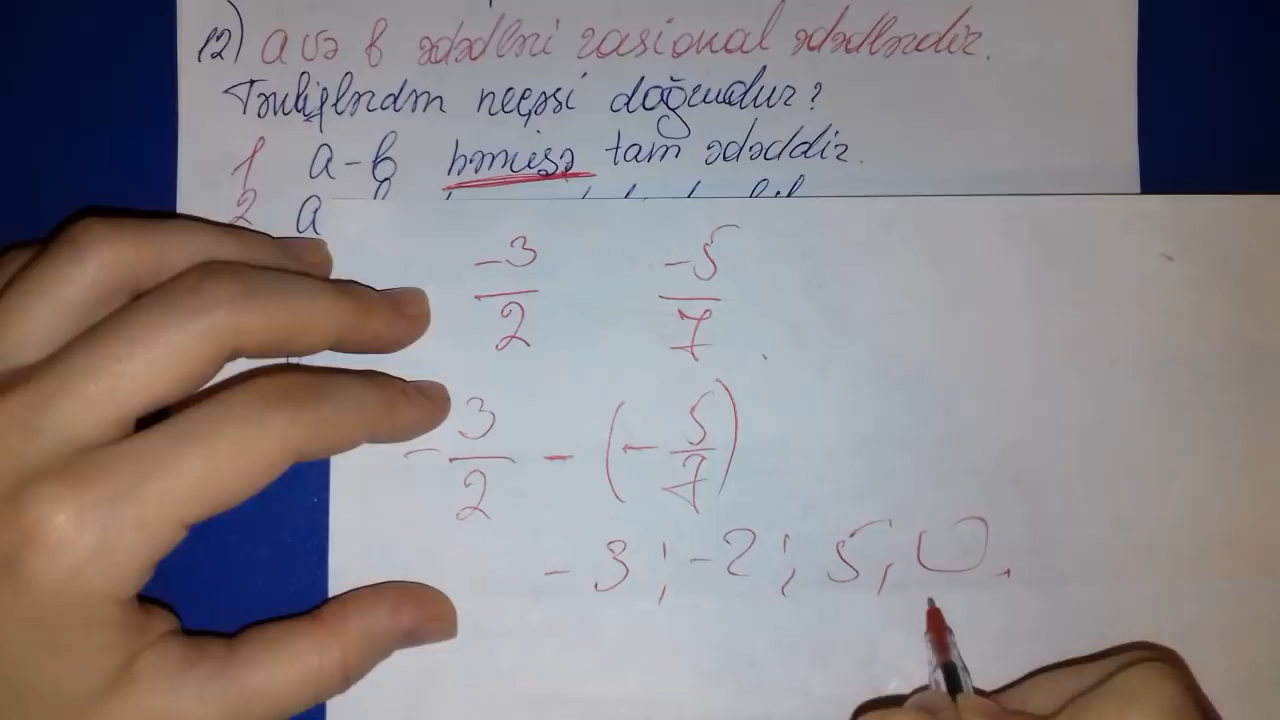 12) a və b ədədləri rasional ədədlərdir.
Təkliflərdən neçəsi doğrudur?
1 a-b həmişə tam ədəddir.
2 a
-3/2 -5/7
-3/2 - (-5/7)
-3; -2; 5; 0.